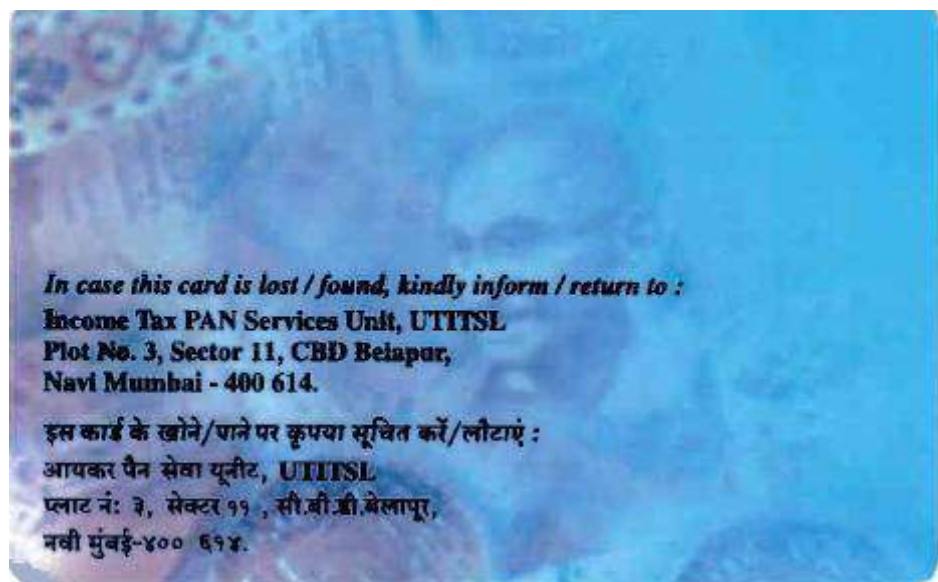 In case this card is lost / found, kindly inform / return to :
Income Tax PAN Services Unit, UTITSL
Plot No. 3, Sector 11, CBD Belapur,
Navi Mumbai - 400 614.
इस कार्ड के खोने/पाने पर कृपया सूचित करें/लौटाएं :
आयकर पैन सेवा यूनीट, UTITSL
प्लाट नं: ३, सेक्टर ११ , सी.बी.डी.बेलापूर,
नवी मुंबई-४०० ६१४.